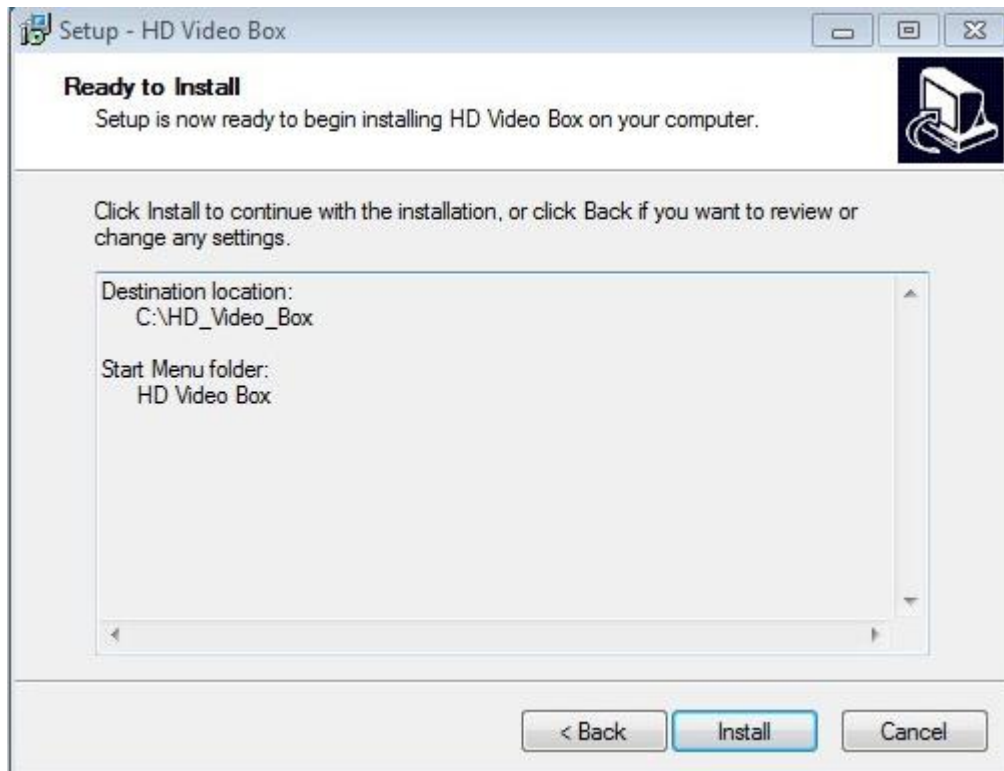 Setup - HD Video Box
Ready to Install
Setup is now ready to begin installing HD Video Box on your computer.
Click Install to continue with the installation, or click Back if you want to review or
change any settings.
Destination location:
C:\HD_Video_Box
Start Menu folder:
HD Video Box
< Back
Install
Cancel